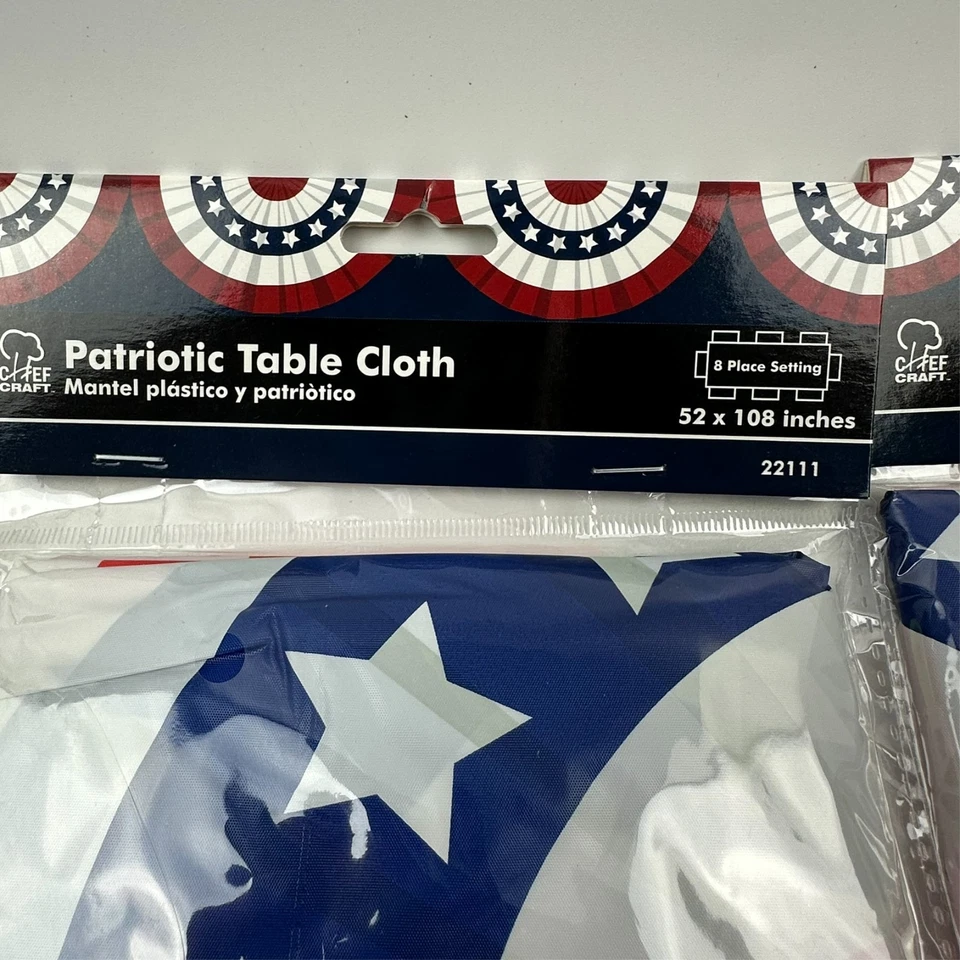 CHEF
CRAFT
Patriotic Table Cloth
Mantel plástico y patriòtico
8 Place Setting
52 x 108 inches
22111
CHEF
CRAFT